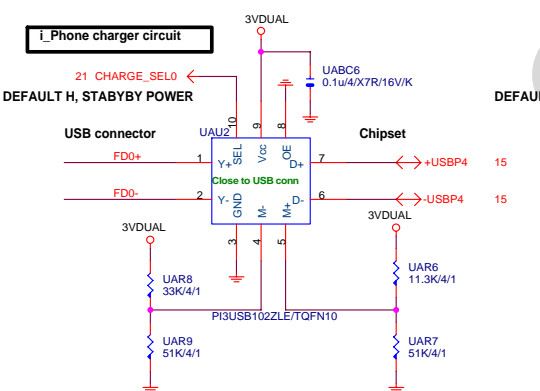 3VDUAL
i_Phone charger circuit
21 CHARGE_SEL0
UABC6
0.1u/4/X7R/16V/K
DEFAULT H, STABYBY POWER
DEFAU
10
9
8
USB connector
UAU2
Chipset
FD0+
1
Y+
SEL
Vcc
OE
D+
7
+USBP4
15
Close to USB conn
FD0-
2
Y-
GND
M-
M+
D-
6
-USBP4
15
3
4
5
3VDUAL
3VDUAL
UAR8
33K/4/1
UAR6
11.3K/4/1
PI3USB102ZLE/TQFN10
UAR9
51K/4/1
UAR7
51K/4/1